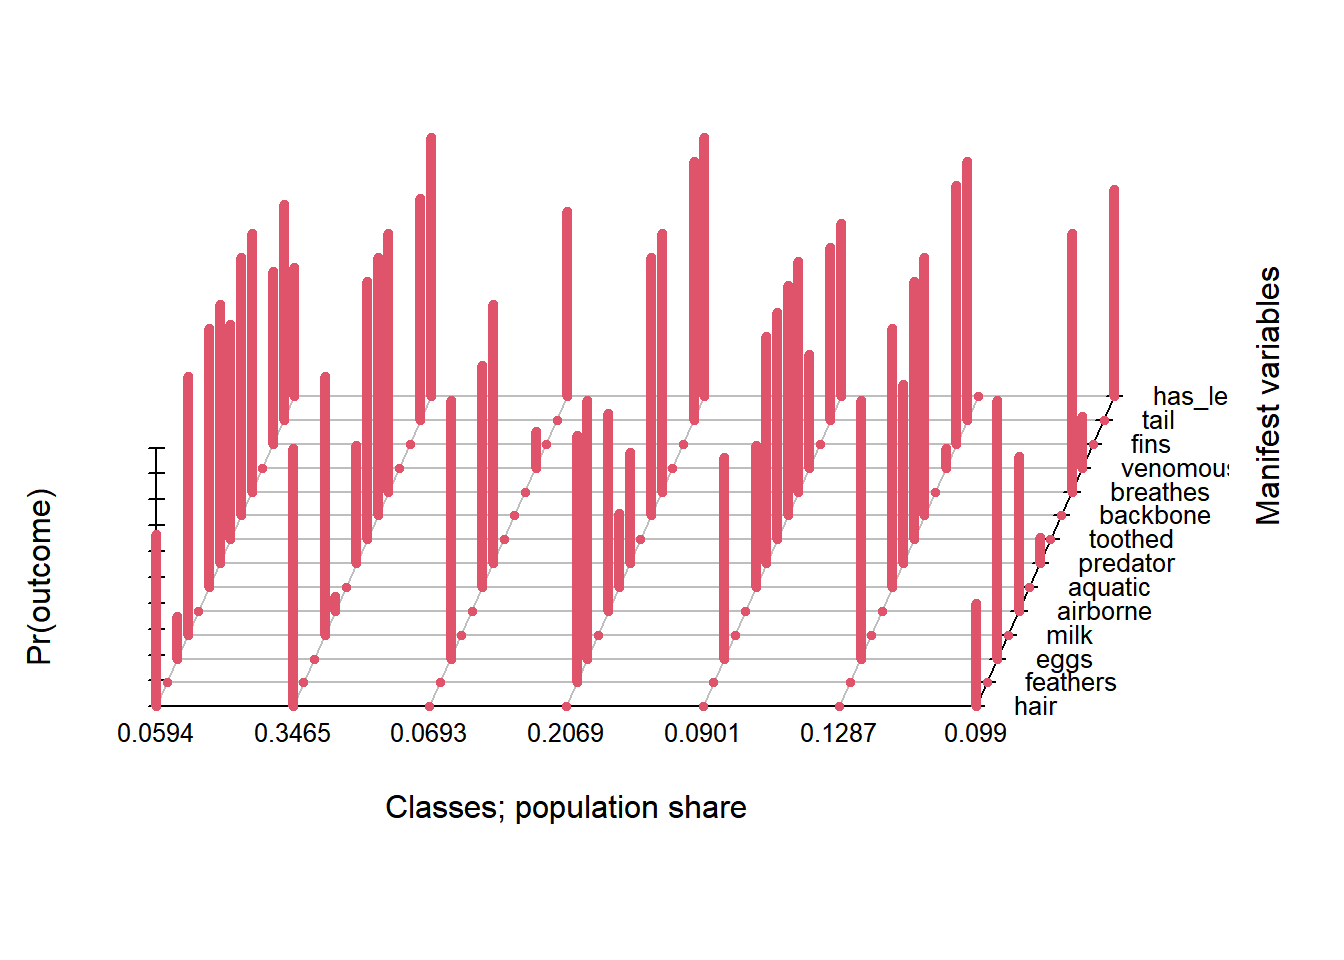 Pr(outcome)
Manifest variables
has_le
tail
fins
venomous
breathes
backbone
toothed
predator
aquatic
airborne
milk
eggs
feathers
hair
0.0594 0.3465 0.0693 0.2069 0.0901 0.1287 0.099
Classes; population share